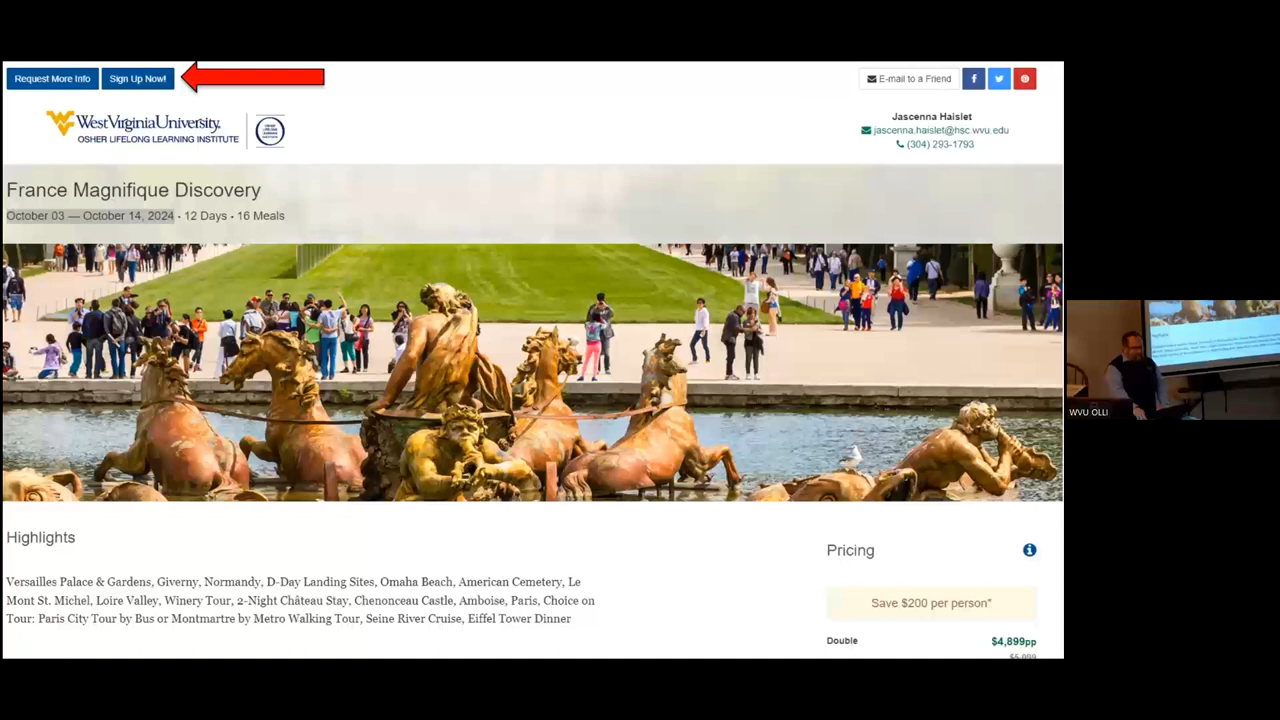 Request More Info
Sign Up Now!
E-mail to a Friend
West Virginia University
OSHER LIFELONG LEARNING INSTITUTE
Jascenna Haislet
jascenna.haislet@hsc.wvu.edu
(304) 293-1793
France Magnifique Discovery
October 03 — October 14, 2024 • 12 Days • 16 Meals
WVU OLLI
Highlights
Versailles Palace & Gardens, Giverny, Normandy, D-Day Landing Sites, Omaha Beach, American Cemetery, Le
Mont St. Michel, Loire Valley, Winery Tour, 2-Night Château Stay, Chenonceau Castle, Amboise, Paris, Choice on
Tour: Paris City Tour by Bus or Montmartre by Metro Walking Tour, Seine River Cruise, Eiffel Tower Dinner
Pricing
Save $200 per person*
Double $4,899pp